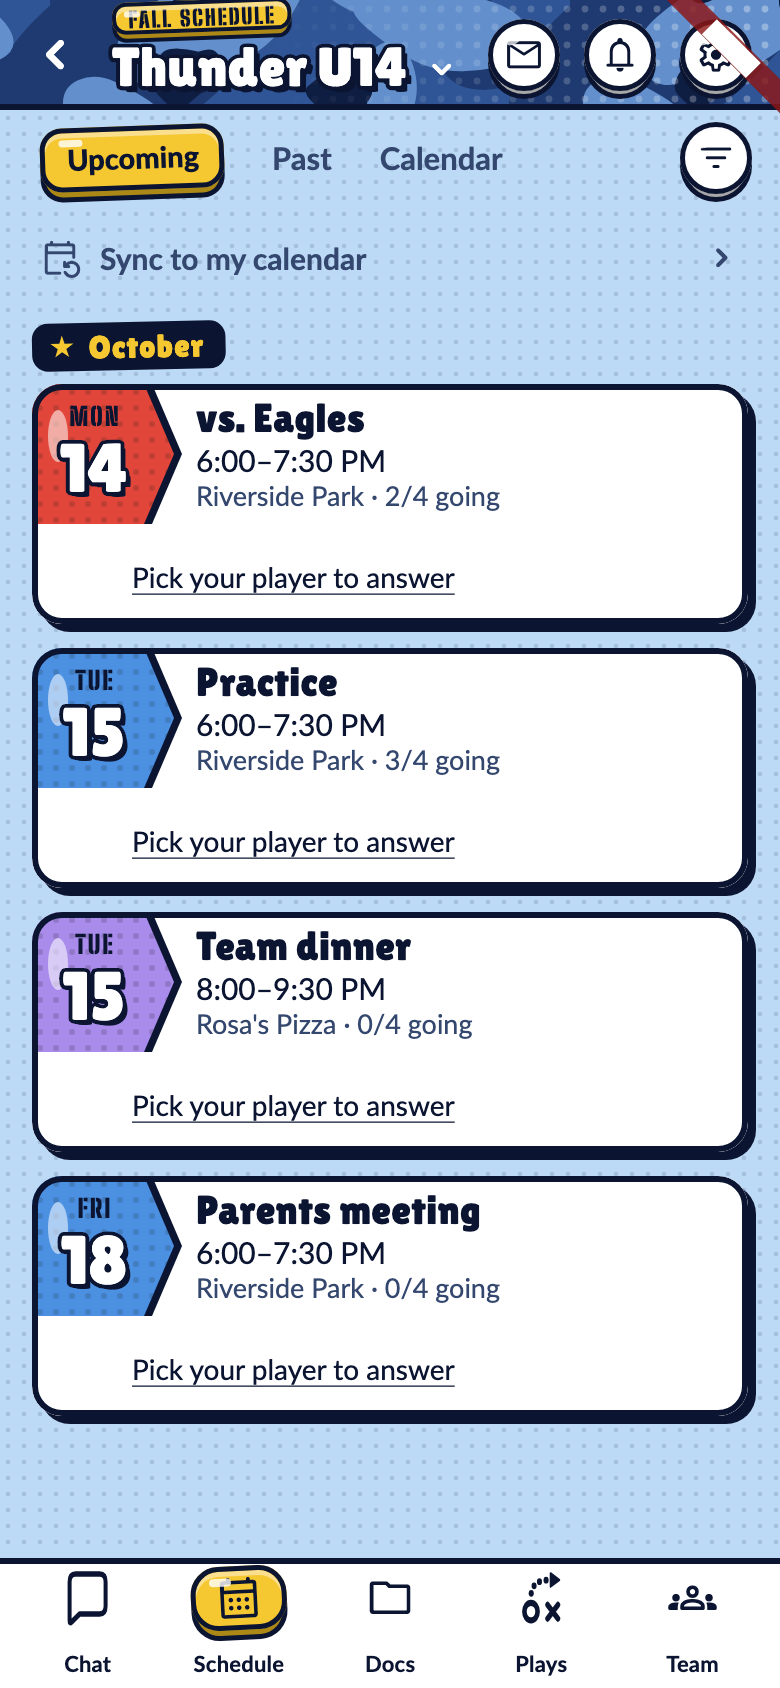 FALL SCHEDULE
Thunder U14
Upcoming
Past
Calendar
Sync to my calendar
★ October
MON
14
vs. Eagles
6:00–7:30 PM
Riverside Park · 2/4 going
Pick your player to answer
TUE
15
Practice
6:00–7:30 PM
Riverside Park · 3/4 going
Pick your player to answer
TUE
15
Team dinner
8:00–9:30 PM
Rosa's Pizza · 0/4 going
Pick your player to answer
FRI
18
Parents meeting
6:00–7:30 PM
Riverside Park · 0/4 going
Pick your player to answer
Chat
Schedule
Docs
Plays
Team